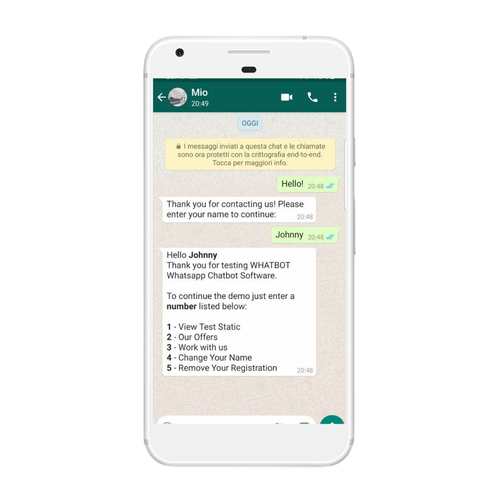 Mio
20:49
OGGI
I messaggi inviati a questa chat e le chiamate
sono ora protetti con la crittografia end-to-end.
Tocca per maggiori info.
Hello! 20:48
Thank you for contacting us! Please
enter your name to continue:
20:48
Johnny 20:48
Hello Johnny
Thank you for testing WHATBOT
Whatsapp Chatbot Software.
To continue the demo just enter a
number listed below:
1 - View Test Static
2 - Our Offers
3 - Work with us
4 - Change Your Name
5 - Remove Your Registration
20:48